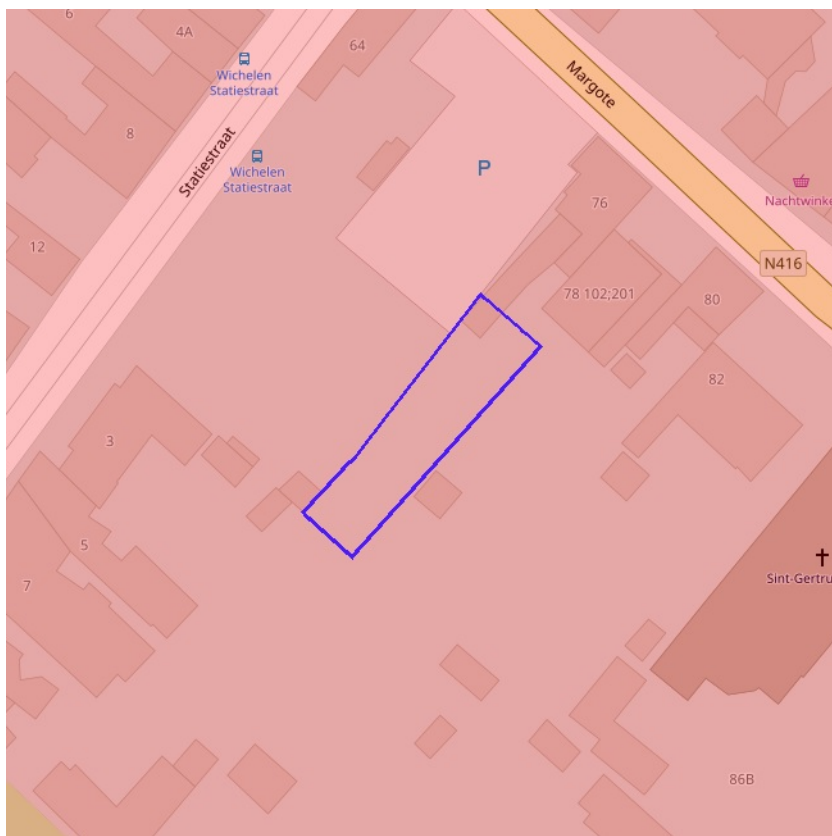 6
4A
64
Wichelen
Statiestraat
Margote
8
Statiestraat
Wichelen
Statiestraat
P
Nachtwinke
76
12
N416
78 102;201
80
82
3
5
7
Sint-Gertru
86B